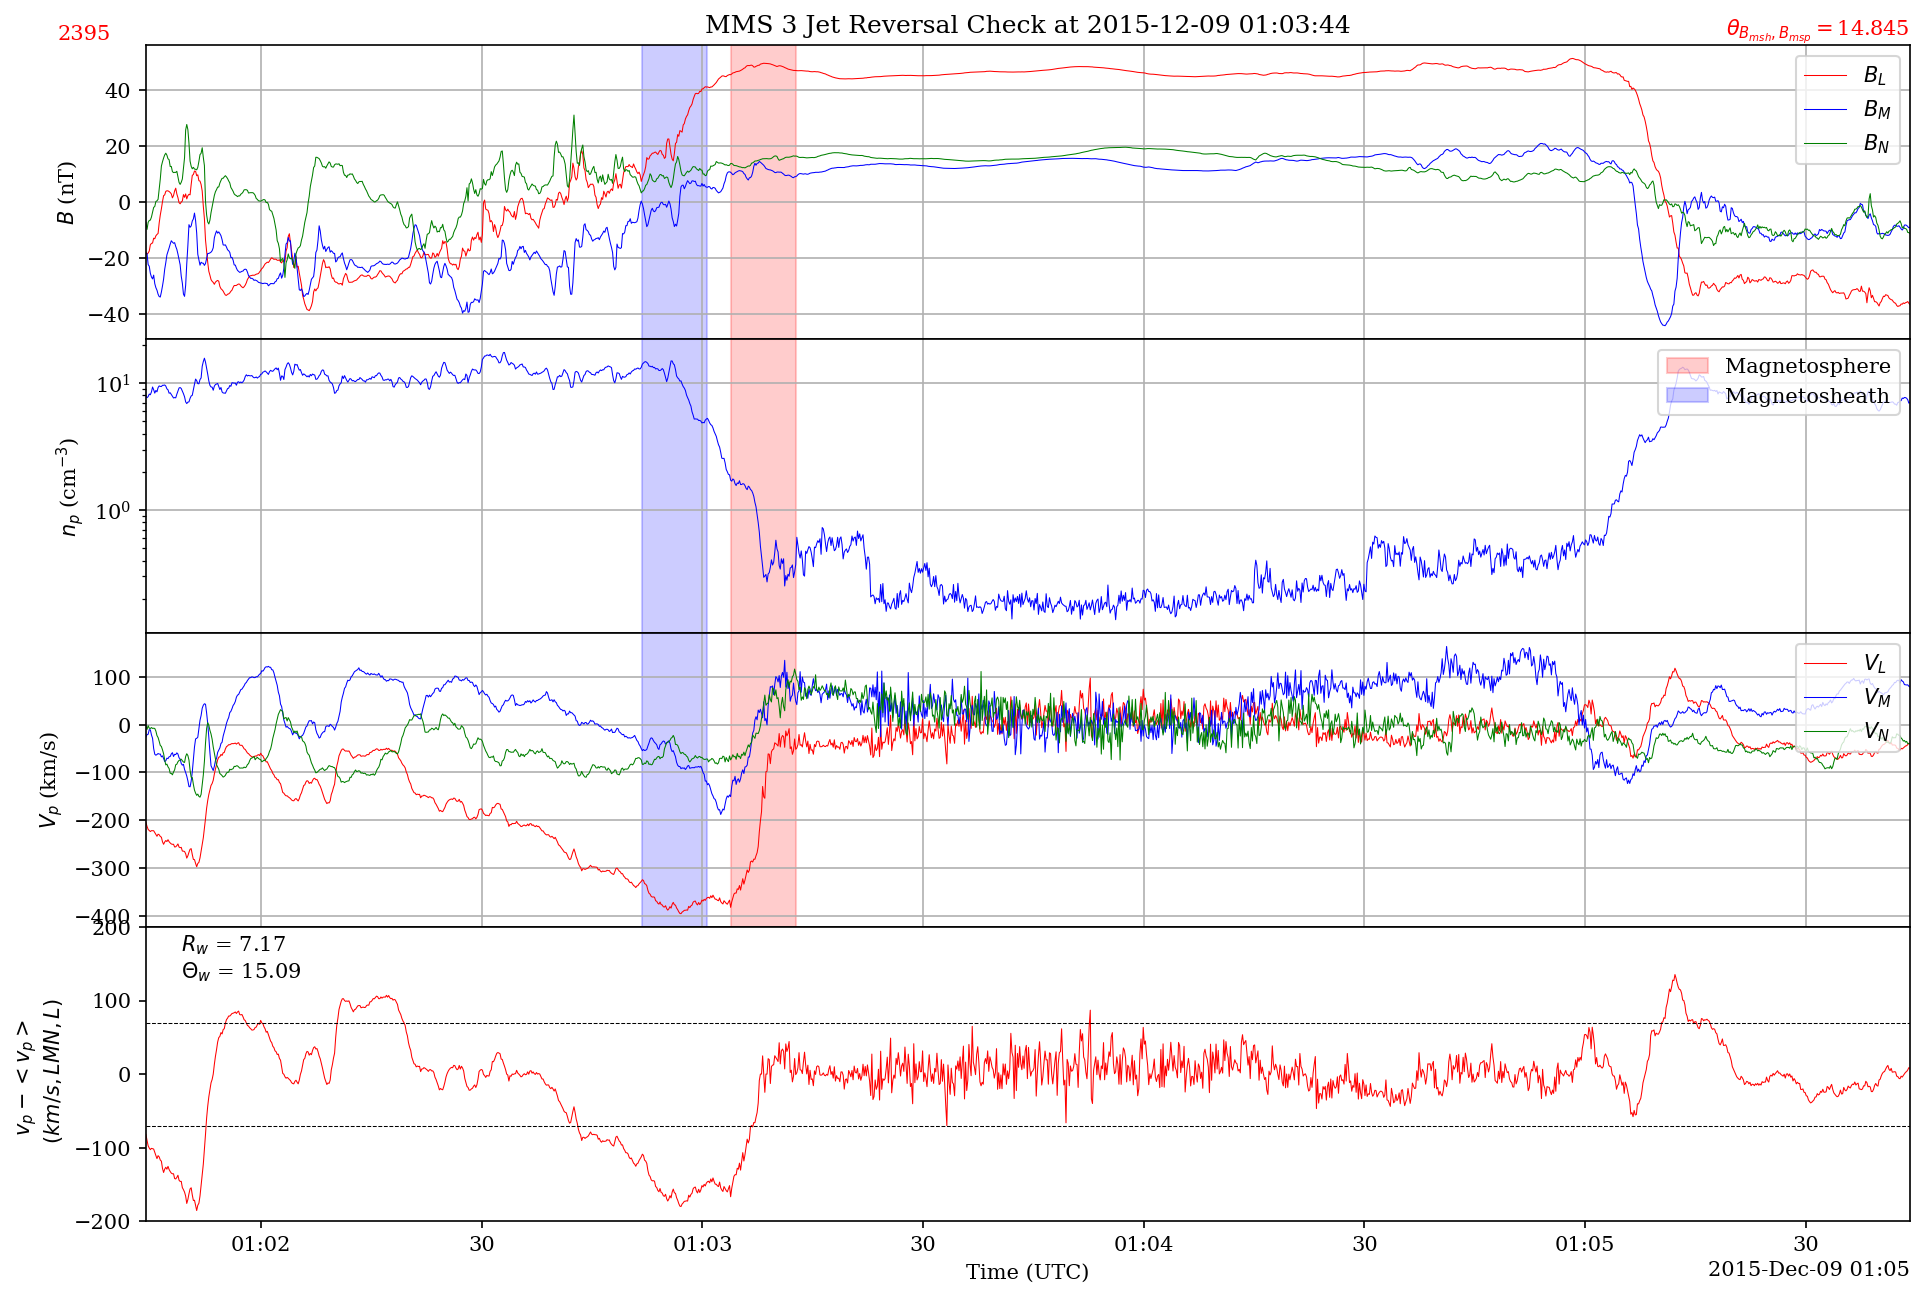 MMS 3 Jet Reversal Check at 2015-12-09 01:03:44
2395
θ_{B_{msh}, B_{msp}} = 14.845
40
20
0
−20
−40
B (nT)
B_L
B_M
B_N
10^1
10^0
n_p (cm^{−3})
Magnetosphere
Magnetosheath
100
0
−100
−200
−300
−400
V_p (km/s)
V_L
V_M
V_N
200
100
0
−100
−200
v_p − < v_p >
(km/s, LMN, L)
R_w = 7.17
Θ_w = 15.09
01:02
30
01:03
30
01:04
30
01:05
30
Time (UTC)
2015-Dec-09 01:05